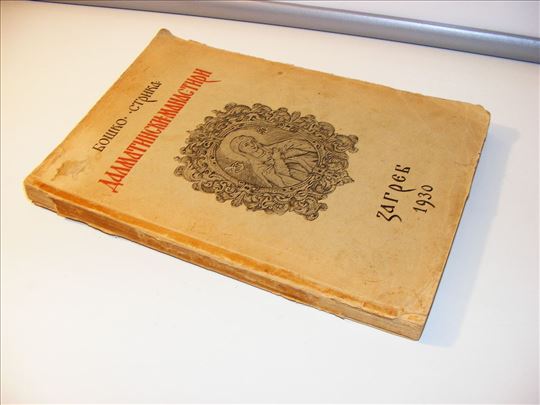 БОШКО · СТРИКА
ДАЛМАТИНСКИ МАНАСТИРИ
ЗАГРЕБ
1930